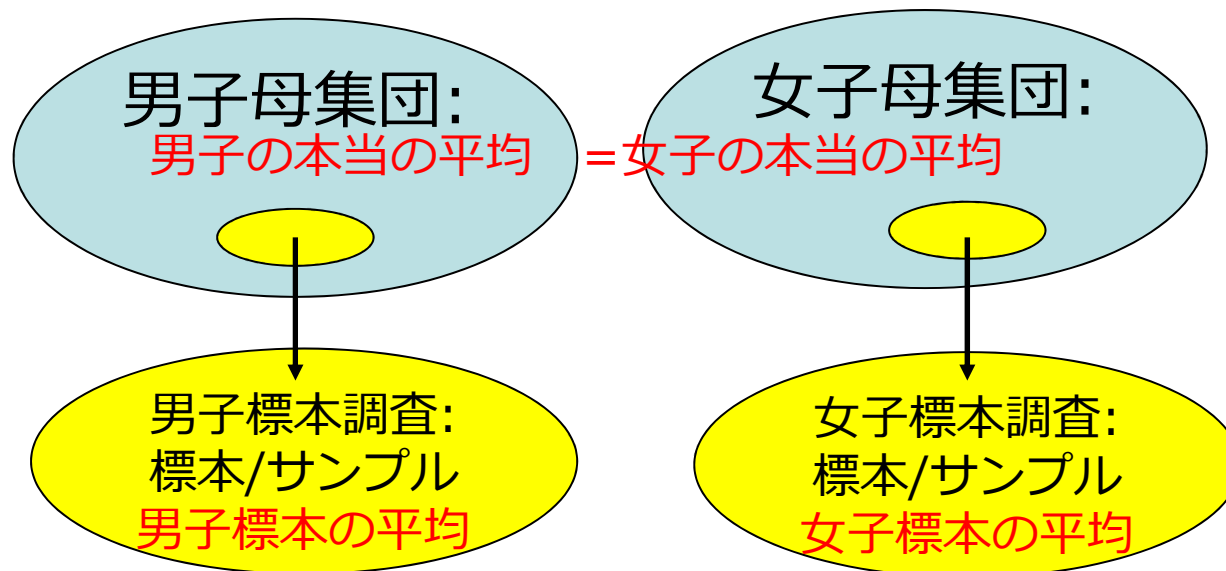 男子母集団:
女子母集団:
男子の本当の平均 =女子の本当の平均
男子標本調査:
標本/サンプル
男子標本の平均
女子標本調査:
標本/サンプル
女子標本の平均